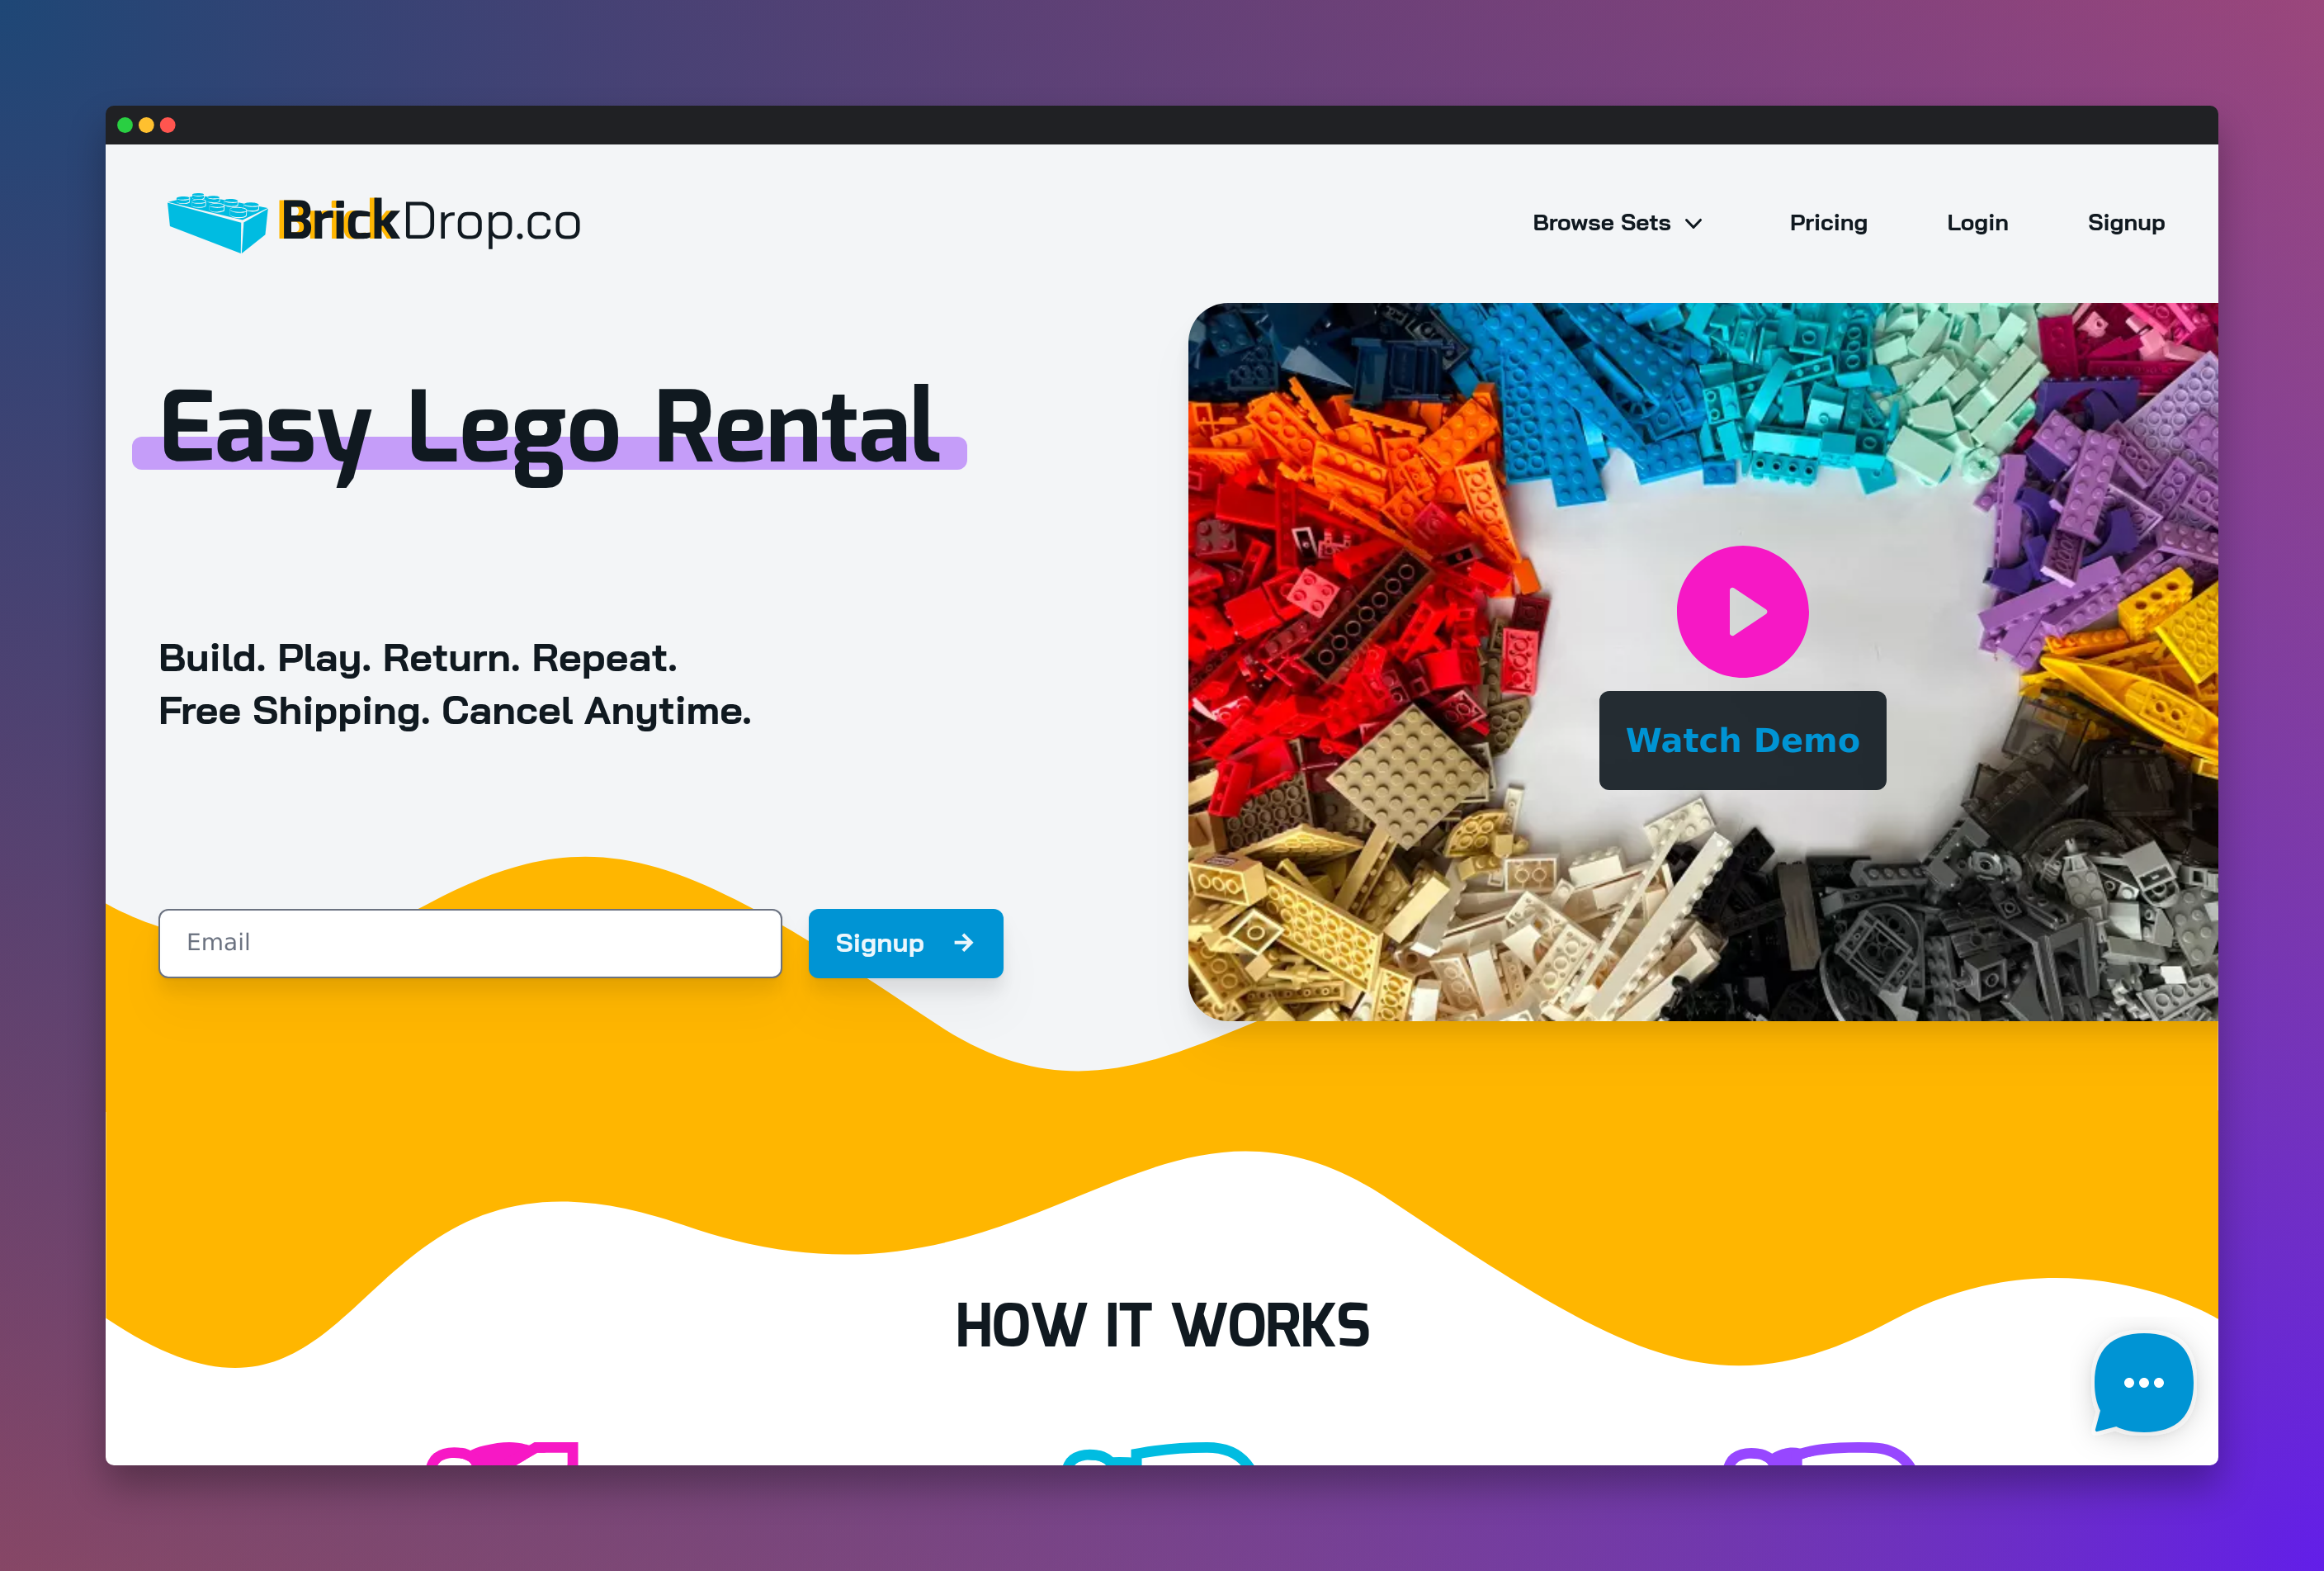 BrickDrop.co
Browse Sets
Pricing
Login
Signup
Easy Lego Rental
Build. Play. Return. Repeat.
Free Shipping. Cancel Anytime.
Watch Demo
Email
Signup
HOW IT WORKS